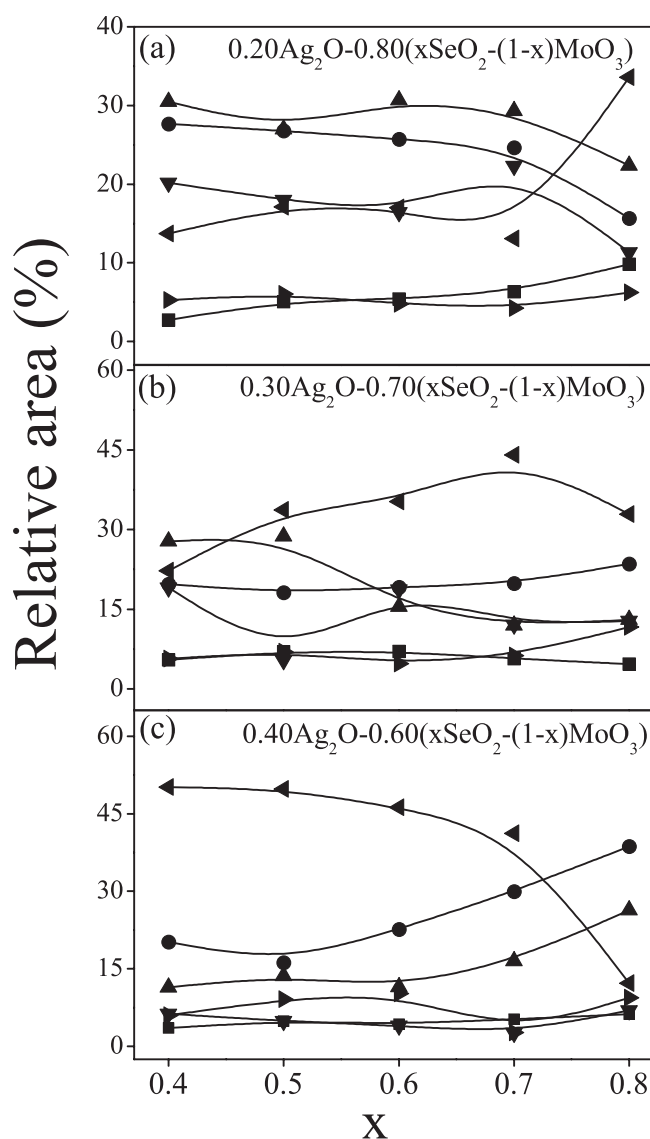 Relative area (%)
40
(a) 0.20Ag₂O-0.80(xSeO₂-(1-x)MoO₃)
30
20
10
0
60
(b) 0.30Ag₂O-0.70(xSeO₂-(1-x)MoO₃)
45
30
15
0
60
(c) 0.40Ag₂O-0.60(xSeO₂-(1-x)MoO₃)
45
30
15
0
0.4 0.5 0.6 0.7 0.8
x